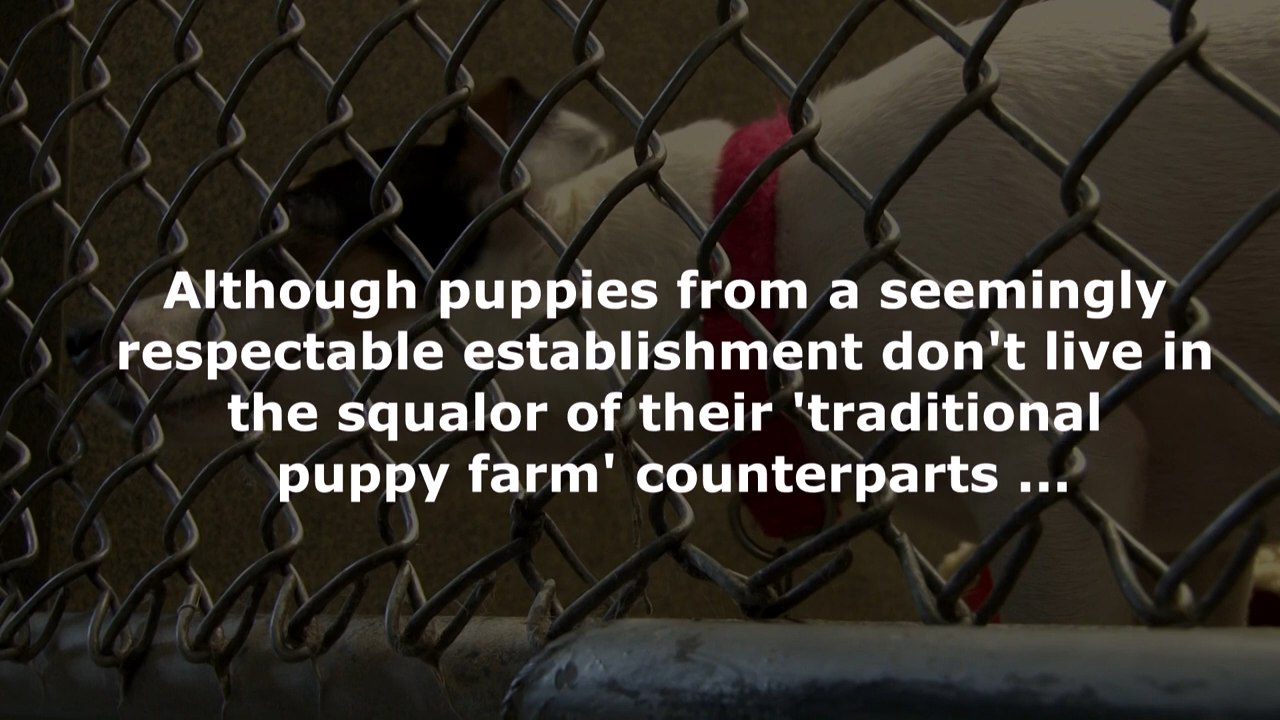 Although puppies from a seemingly
respectable establishment don't live in
the squalor of their 'traditional
puppy farm' counterparts ...